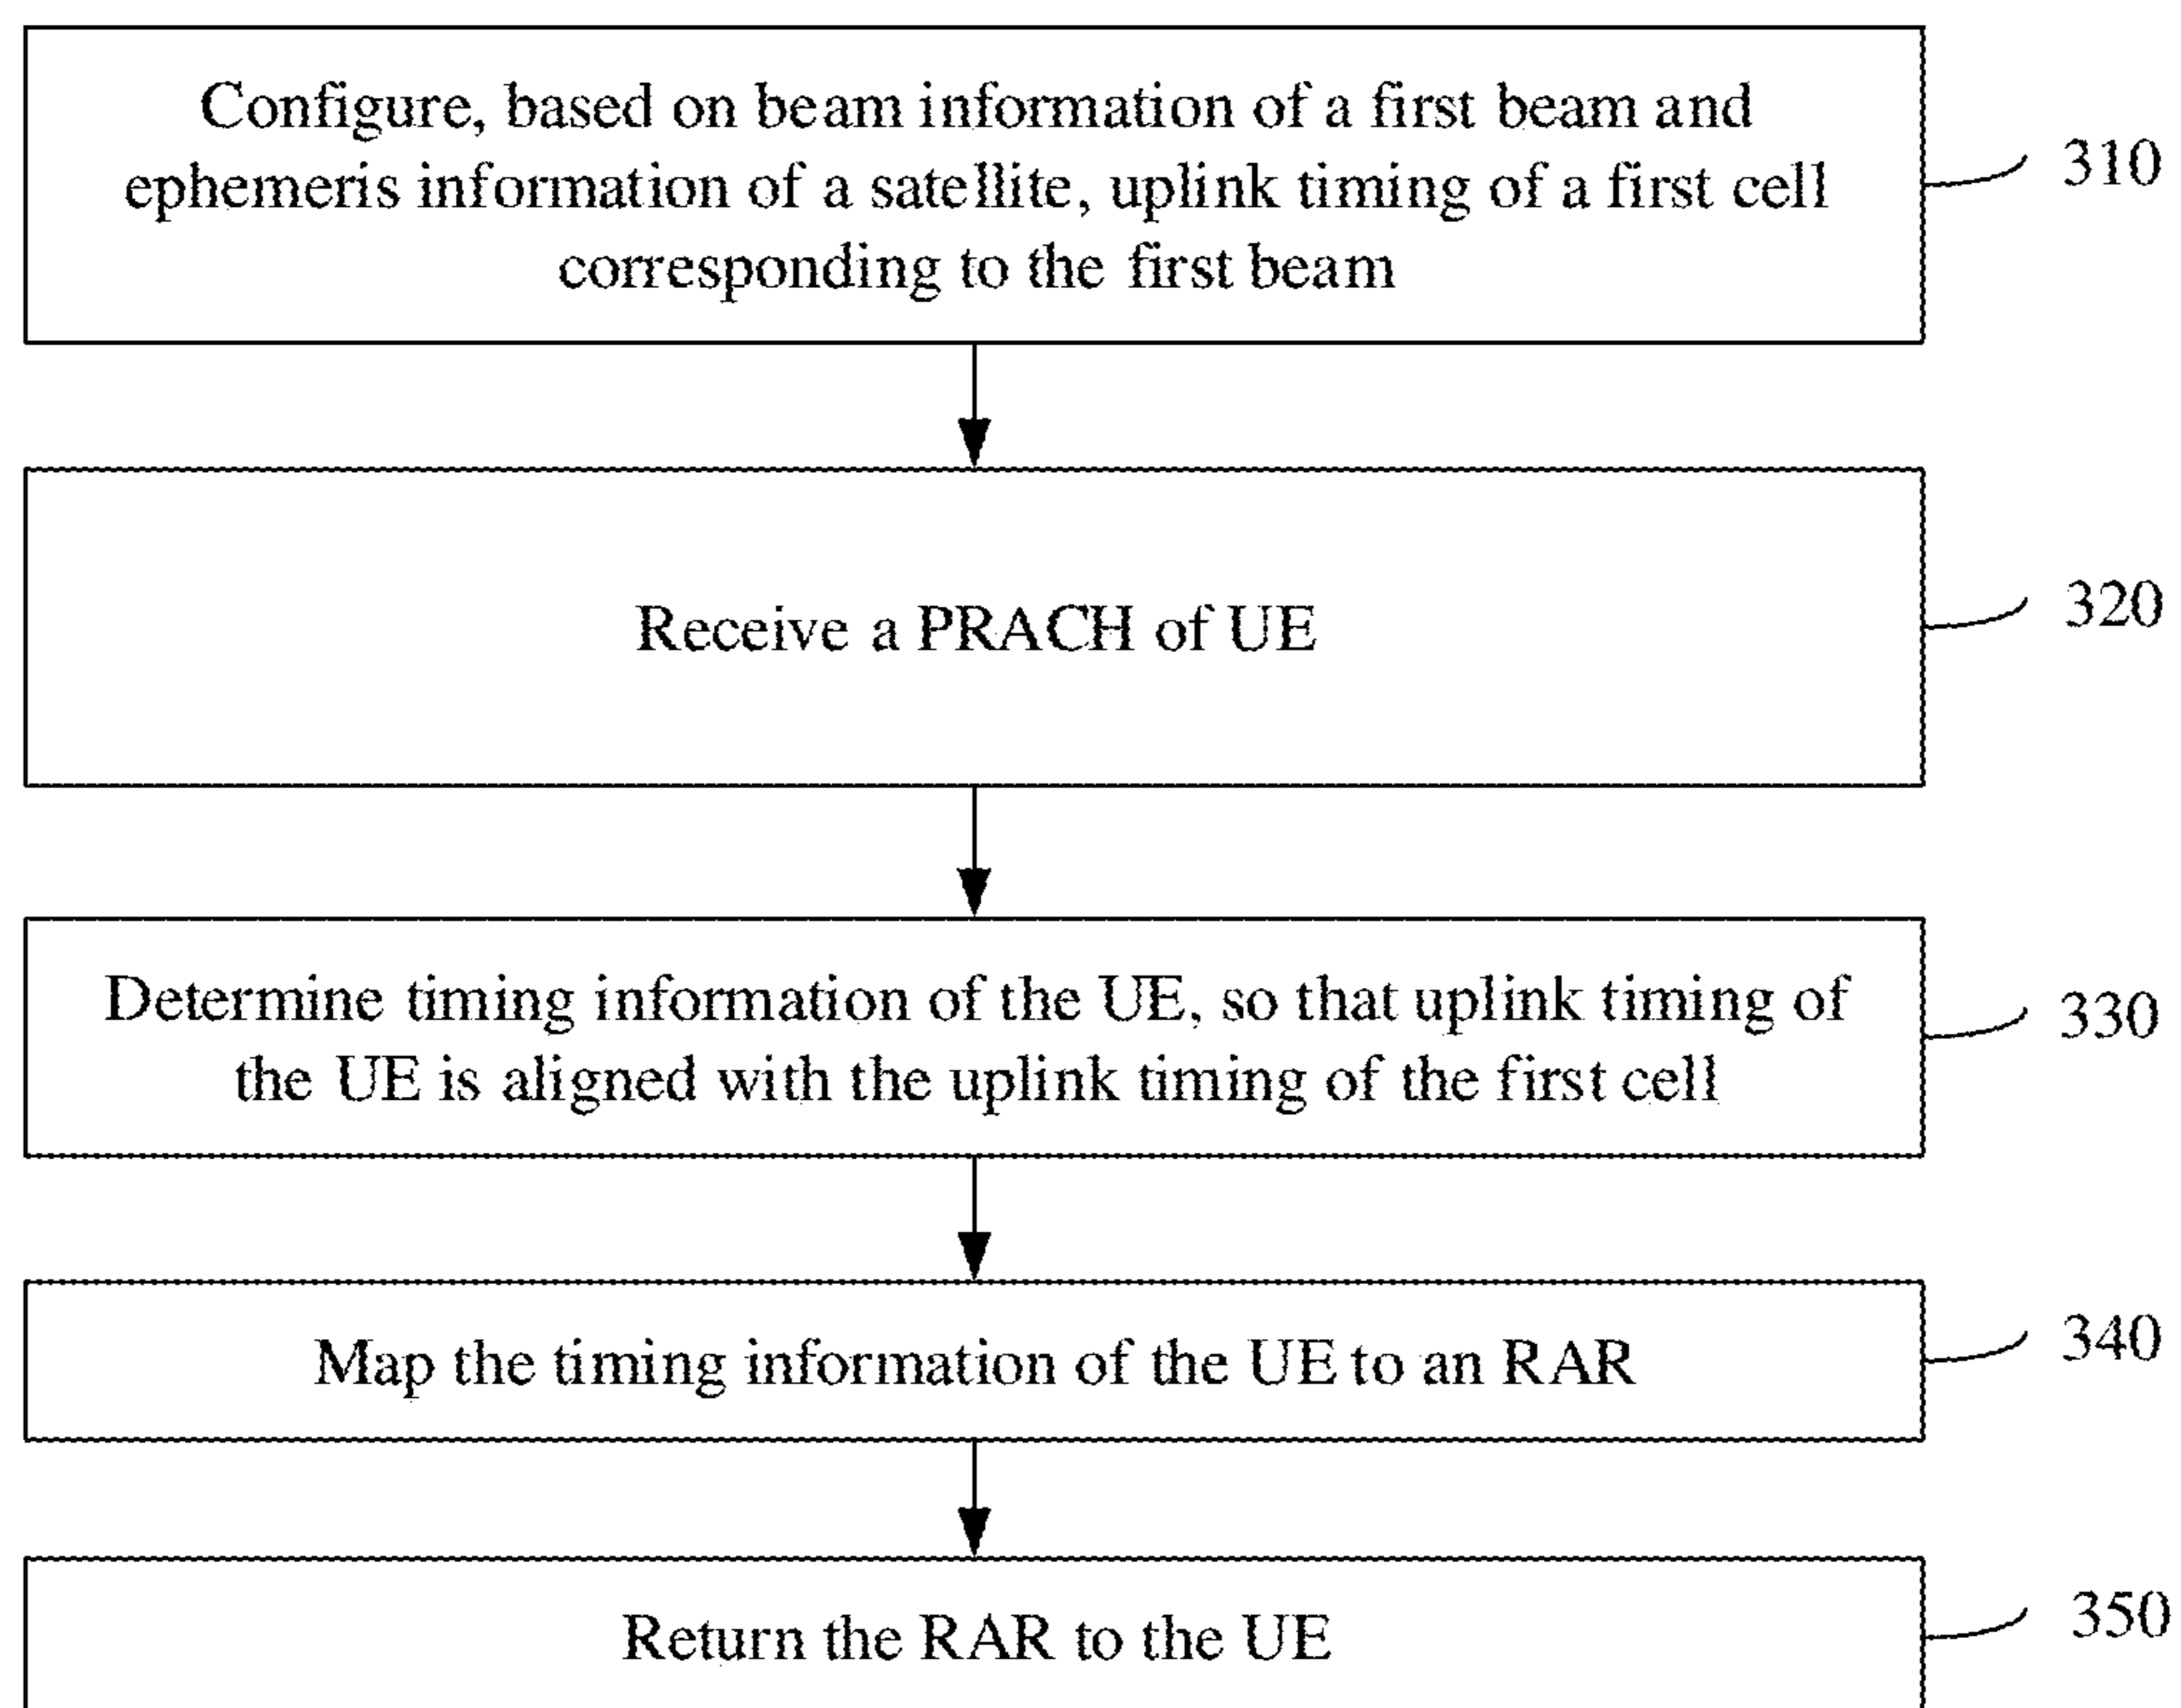 Configure, based on beam information of a first beam and
ephemeris information of a satellite, uplink timing of a first cell
corresponding to the first beam
310
Receive a PRACH of UE
320
Determine timing information of the UE, so that uplink timing of
the UE is aligned with the uplink timing of the first cell
330
Map the timing information of the UE to an RAR
340
Return the RAR to the UE
350